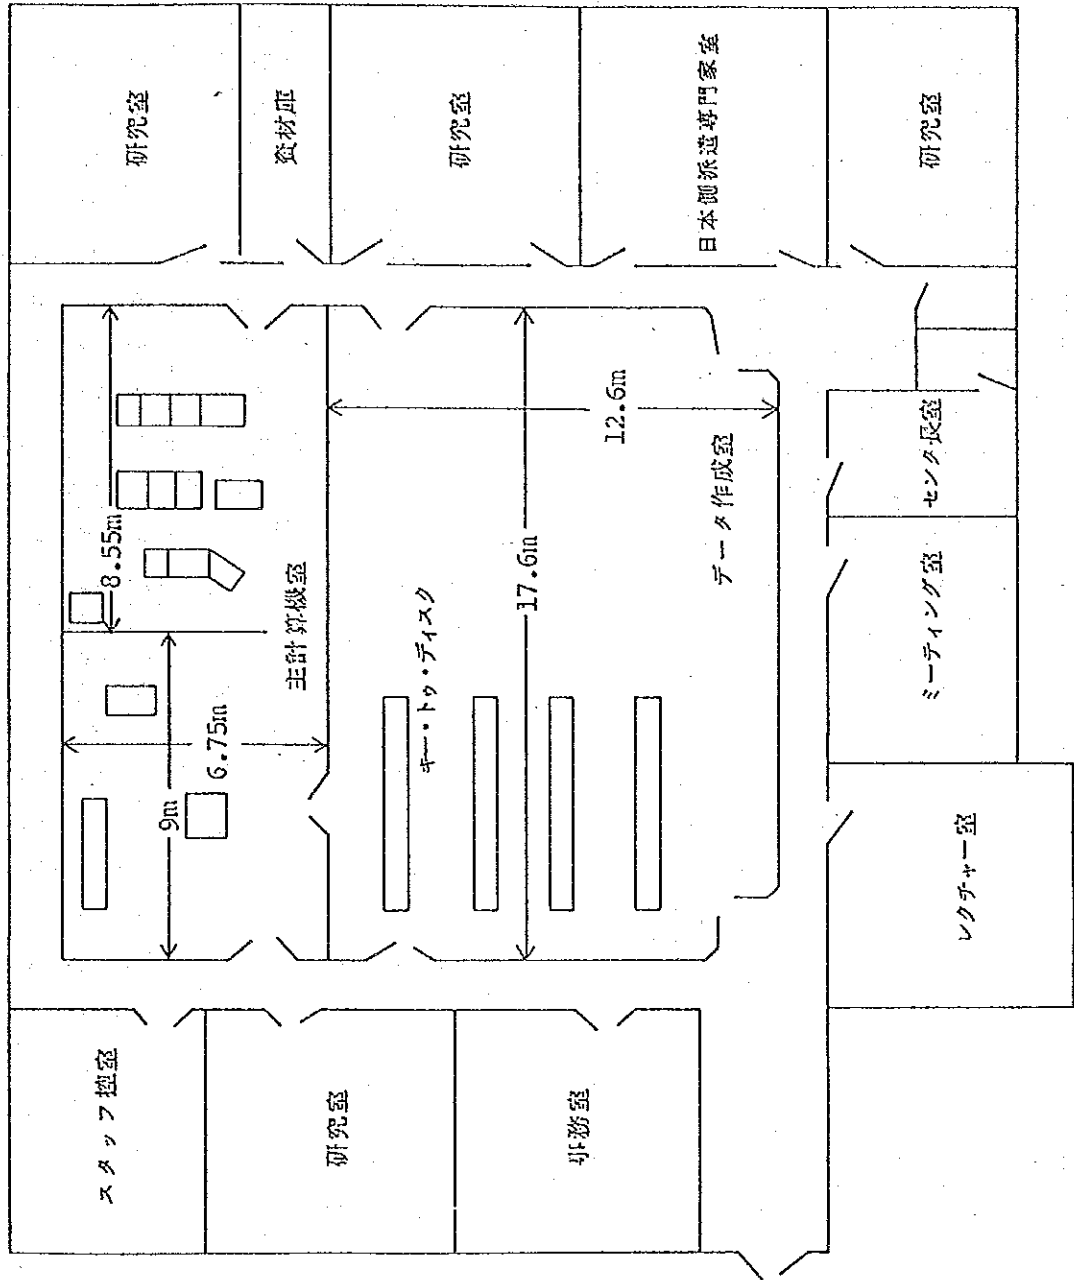 研究室
資材庫
研究室
日本側派遣専門家室
研究室
8.55m
主計算機室
9m
6.75m
キー・トゥ・ディスク
17.6m
12.6m
データ作成室
センタ長室
ミーティング室
レクチャー室
スタッフ控室
研究室
事務室